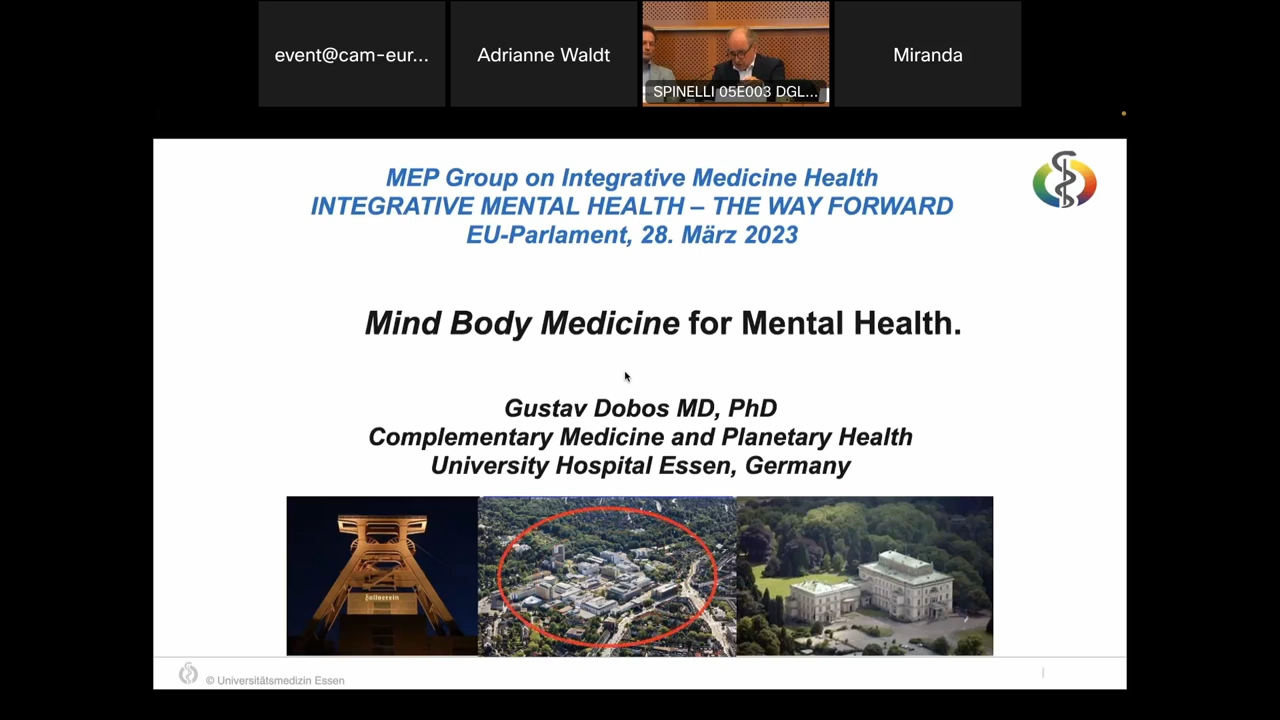 event@cam-eur...
Adrianne Waldt
SPINELLI 05E003 DGL...
Miranda
MEP Group on Integrative Medicine Health
INTEGRATIVE MENTAL HEALTH – THE WAY FORWARD
EU-Parlament, 28. März 2023
Mind Body Medicine for Mental Health.
Gustav Dobos MD, PhD
Complementary Medicine and Planetary Health
University Hospital Essen, Germany
Zollverein
© Universitätsmedizin Essen